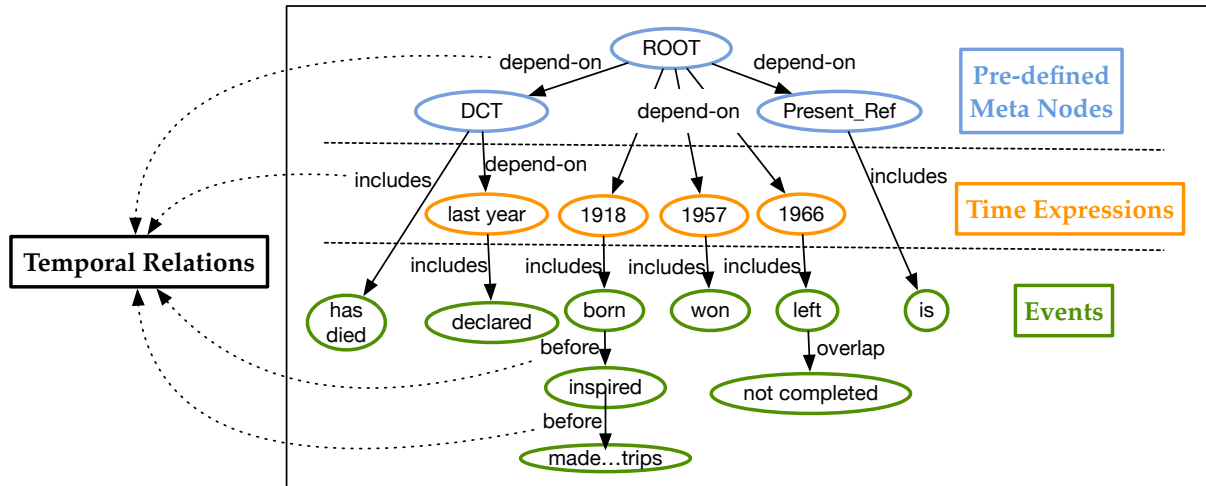 ROOT
depend-on
depend-on
Pre-defined
Meta Nodes
DCT
depend-on
Present_Ref
depend-on
includes
includes
last year
1918
1957
1966
Time Expressions
Temporal Relations
includes
includes
includes
includes
has
died
declared
born
won
left
is
Events
before
overlap
inspired
not completed
before
made...trips